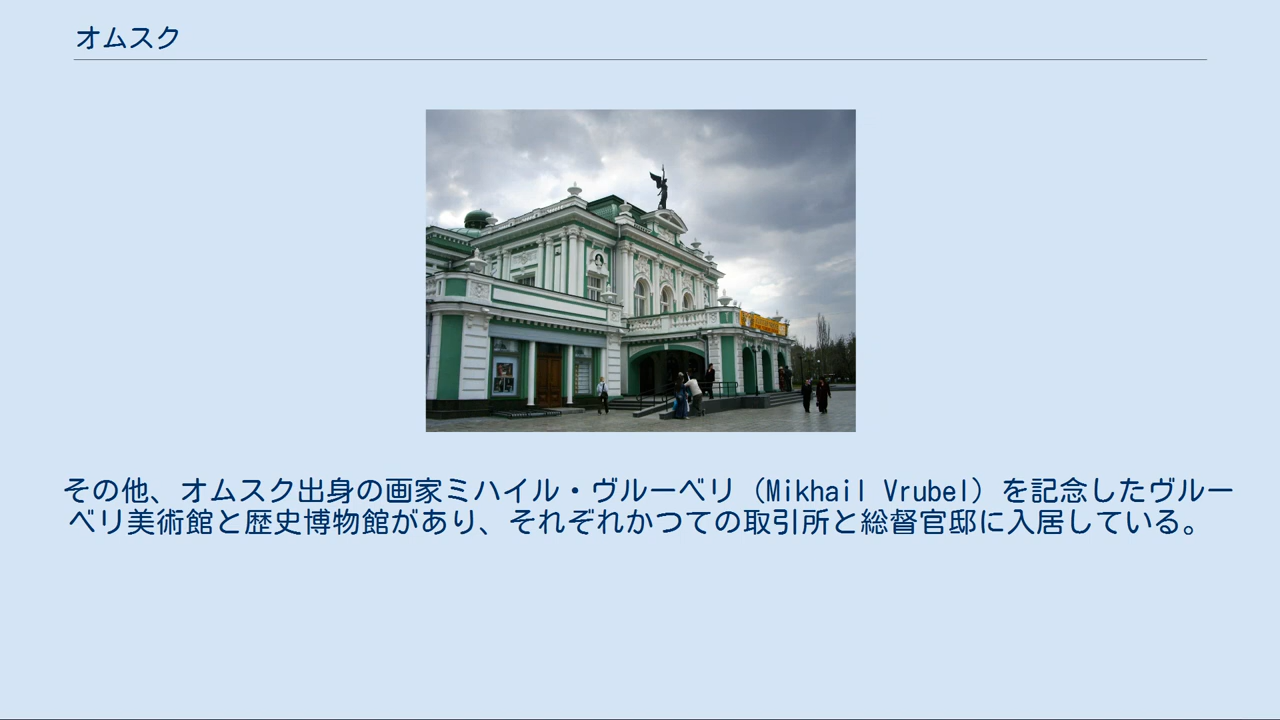 オムスク
その他、オムスク出身の画家ミハイル・ヴルーベリ（Mikhail Vrubel）を記念したヴルー
ベリ美術館と歴史博物館があり、それぞれかつての取引所と総督官邸に入居している。